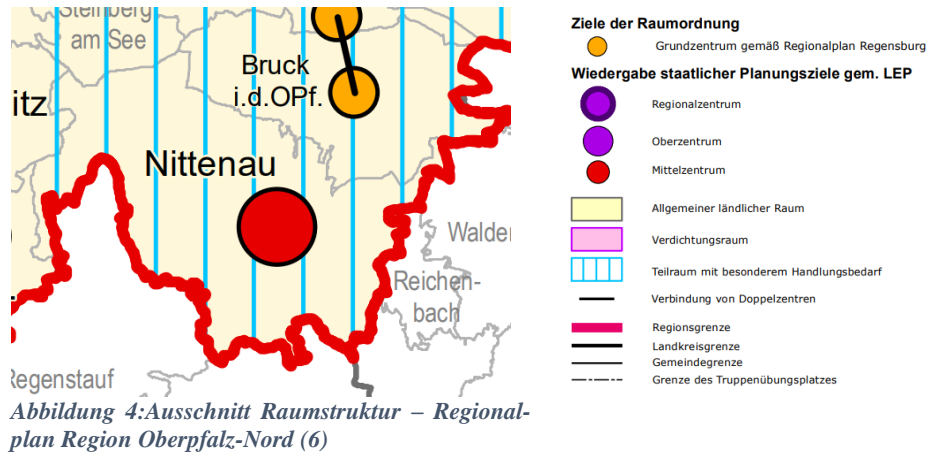 Steinberg
am See
Bruck
i.d.OPf.
itz
Nittenau
Walder
Reichen-
bach
Regenstauf
Abbildung 4:Ausschnitt Raumstruktur – Regional-
plan Region Oberpfalz-Nord (6)
Ziele der Raumordnung
Grundzentrum gemäß Regionalplan Regensburg
Wiedergabe staatlicher Planungsziele gem. LEP
Regionalzentrum
Oberzentrum
Mittelzentrum
Allgemeiner ländlicher Raum
Verdichtungsraum
Teilraum mit besonderem Handlungsbedarf
Verbindung von Doppelzentren
Regionsgrenze
Landkreisgrenze
Gemeindegrenze
Grenze des Truppenübungsplatzes